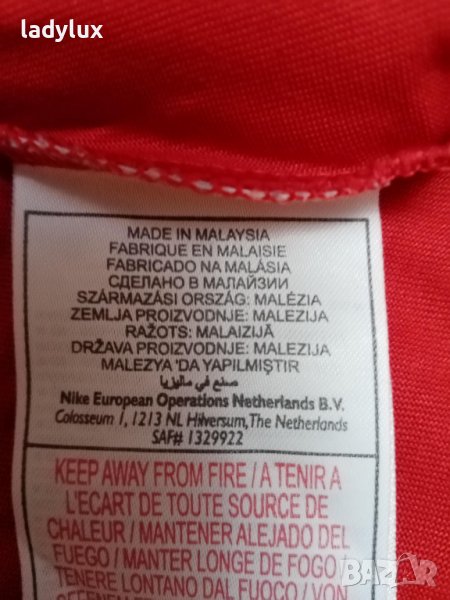 ladylux
MADE IN MALAYSIA
FABRIQUE EN MALAISIE
FABRICADO NA MALÁSIA
СДЕЛАНО В МАЛАЙЗИИ
SZÁRMAZÁSI ORSZÁG: MALÉZIA
ZEMLJA PROIZVODNJE: MALEZIJA
RAŽOTS: MALAIZIJĀ
DRŽAVA PROIZVODNJE: MALEZIJA
MALEZYA 'DA YAPILMIŞTIR
صنع في ماليزيا
Nike European Operations Netherlands B.V.
Colosseum 1, 1213 NL Hilversum, The Netherlands
SAF# 1329922
KEEP AWAY FROM FIRE / A TENIR A
L'ECART DE TOUTE SOURCE DE
CHALEUR / MANTENER ALEJADO DEL
FUEGO / MANTER LONGE DO FOGO
TENERE LONTANO DAL FUOCO / VON
BAZAR